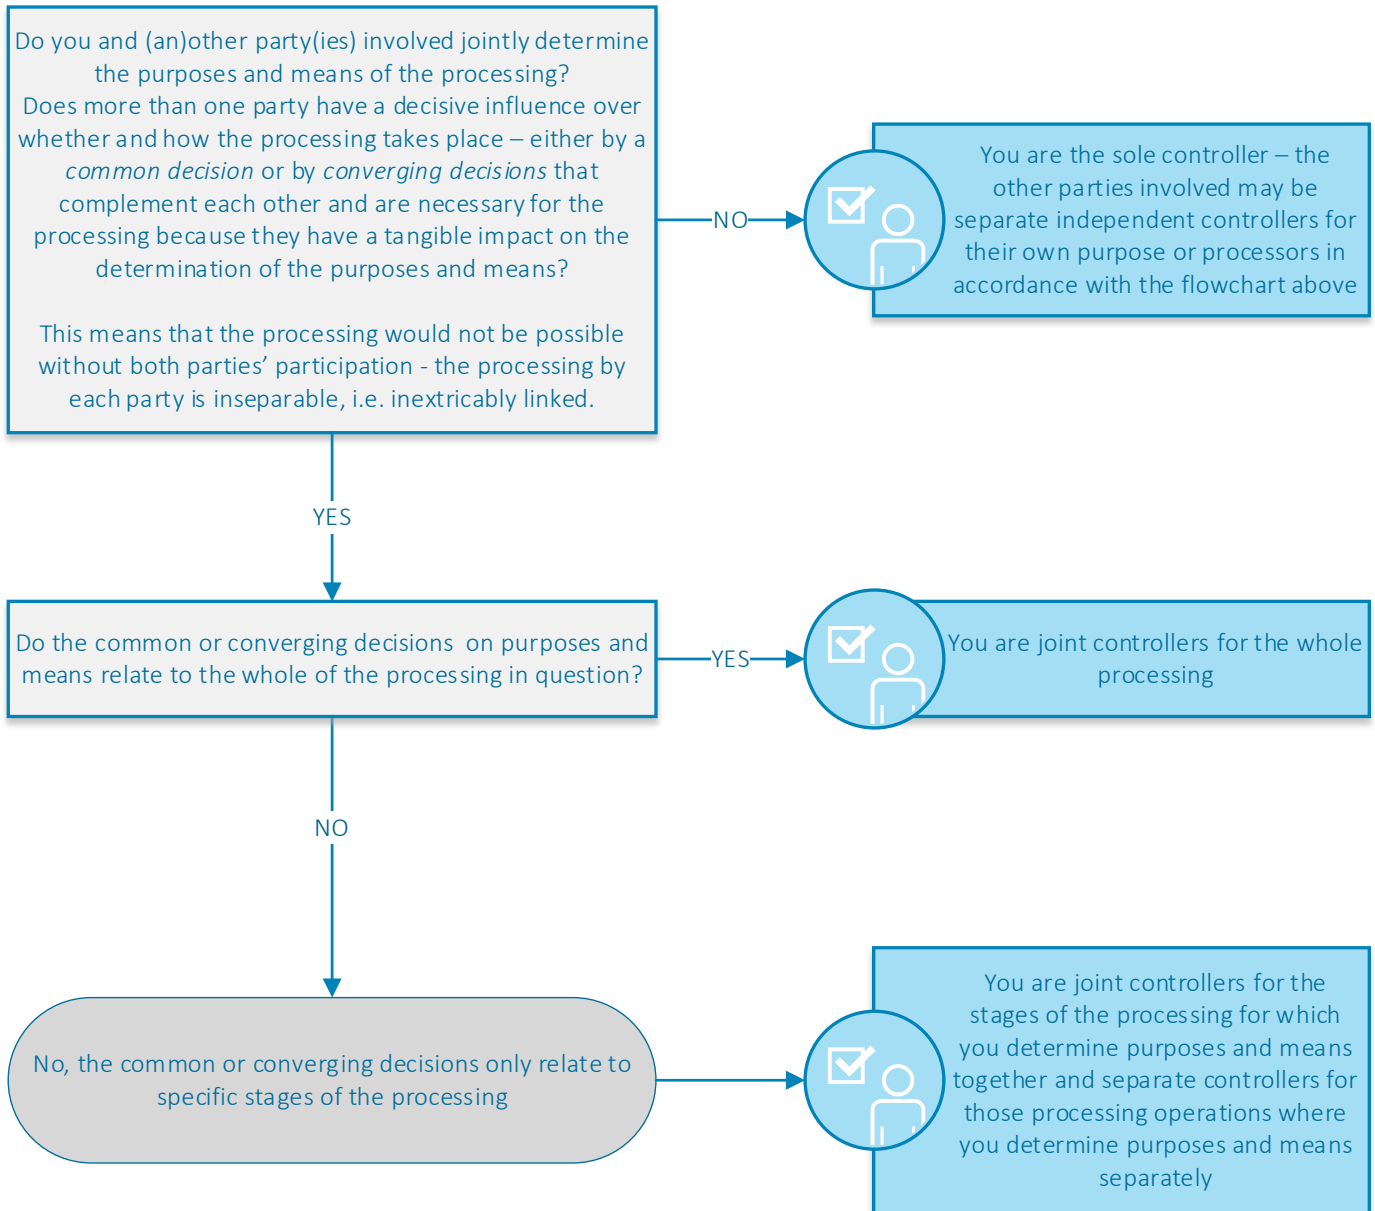 Do you and (an)other party(ies) involved jointly determine
the purposes and means of the processing?
Does more than one party have a decisive influence over
whether and how the processing takes place – either by a
common decision or by converging decisions that
complement each other and are necessary for the
processing because they have a tangible impact on the
determination of the purposes and means?
This means that the processing would not be possible
without both parties’ participation - the processing by
each party is inseparable, i.e. inextricably linked.
NO
You are the sole controller – the
other parties involved may be
separate independent controllers for
their own purpose or processors in
accordance with the flowchart above
YES
Do the common or converging decisions on purposes and
means relate to the whole of the processing in question?
YES
You are joint controllers for the whole
processing
NO
No, the common or converging decisions only relate to
specific stages of the processing
You are joint controllers for the
stages of the processing for which
you determine purposes and means
together and separate controllers for
those processing operations where
you determine purposes and means
separately